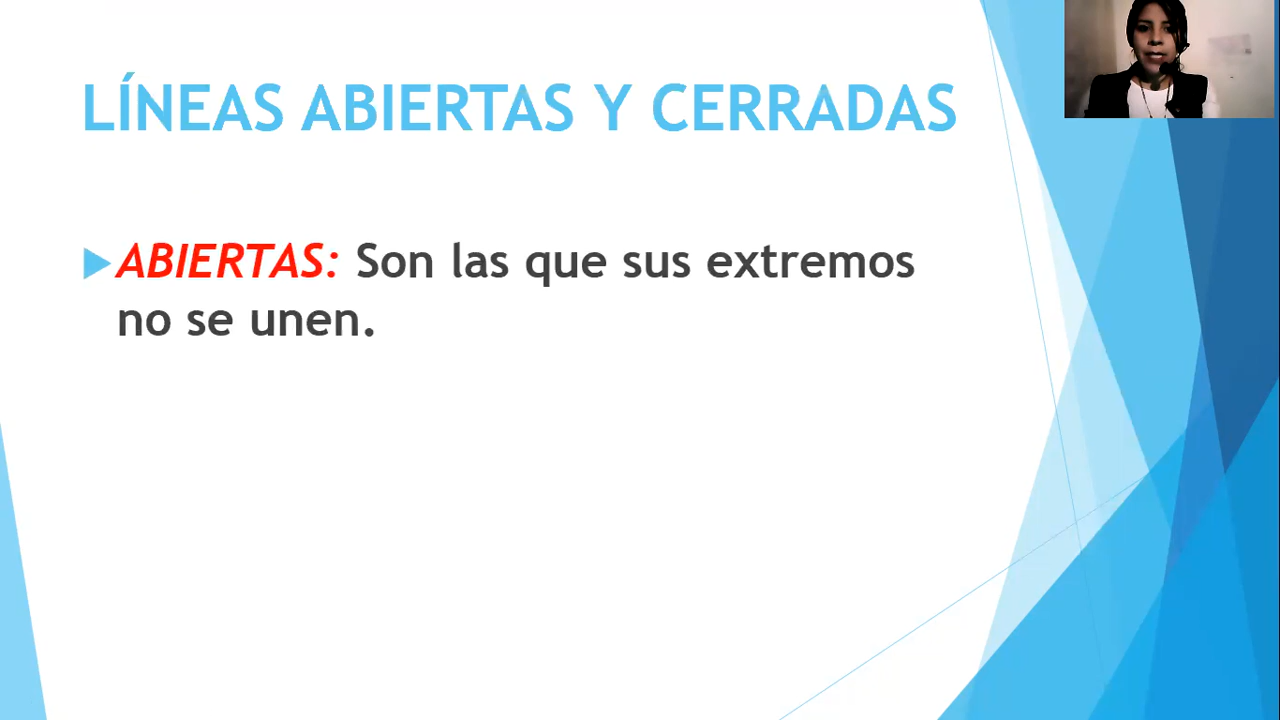 LÍNEAS ABIERTAS Y CERRADAS
ABIERTAS: Son las que sus extremos
no se unen.